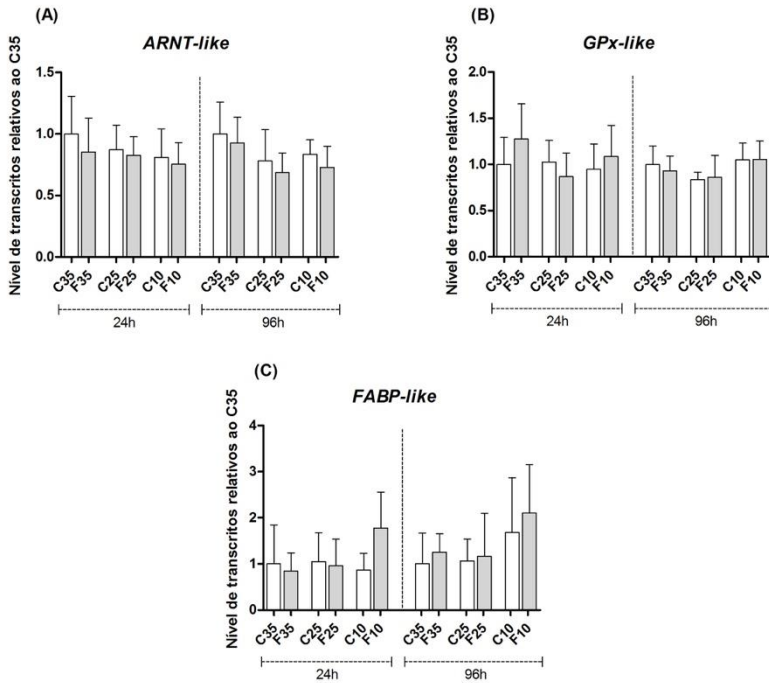 (A)
ARNT-like
Nível de transcritos relativos ao C35
1.5
1.0
0.5
0.0
C35 F35 C25 F25 C10 F10 C35 F35 C25 F25 C10 F10
24h 96h
(B)
GPx-like
Nível de transcritos relativos ao C35
2.0
1.5
1.0
0.5
0.0
C35 F35 C25 F25 C10 F10 C35 F35 C25 F25 C10 F10
24h 96h
(C)
FABP-like
Nível de transcritos relativos ao C35
4
3
2
1
0
C35 F35 C25 F25 C10 F10 C35 F35 C25 F25 C10 F10
24h 96h